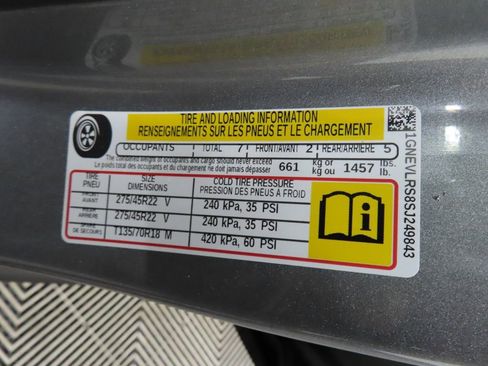 TIRE AND LOADING INFORMATION
RENSEIGNEMENTS SUR LES PNEUS ET LE CHARGEMENT
OCCUPANTS TOTAL 7 FRONT/AVANT 2 REAR/ARRIERE 5
The combined weight of occupants and cargo should never exceed 661 kg or 1457 lbs.
Le poids total des occupants et du chargement ne doit jamais dépasser kg ou lb.
TIRE SIZE COLD TIRE PRESSURE
PNEU DIMENSIONS PRESSION DES PNEUS A FROID
AVANT 275/45R22 V 240 kPa, 35 PSI
ARRIERE 275/45R22 V 240 kPa, 35 PSI
DE SECOURS T135/70R18 M 420 kPa, 60 PSI
1GNEVLRS8SJ249843